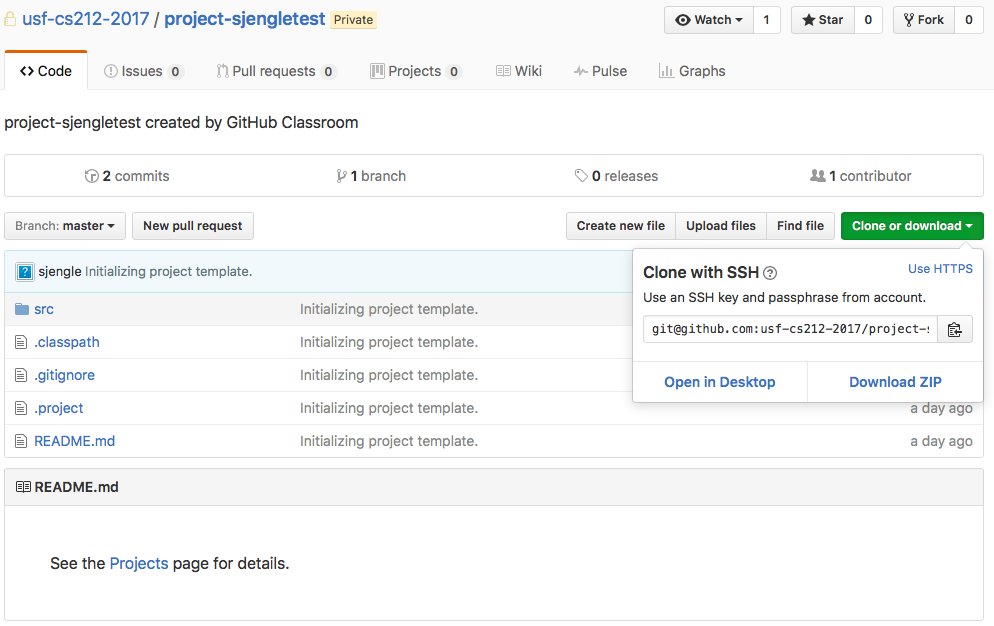 usf-cs212-2017 / project-sjengletest Private Watch 1 Star 0 Fork 0
Code Issues 0 Pull requests 0 Projects 0 Wiki Pulse Graphs
project-sjengletest created by GitHub Classroom
2 commits 1 branch 0 releases 1 contributor
Branch: master New pull request Create new file Upload files Find file Clone or download
sjengle Initializing project template.
Clone with SSH ? Use HTTPS
Use an SSH key and passphrase from account.
git@github.com:usf-cs212-2017/project-
Open in Desktop Download ZIP
src Initializing project template.
.classpath Initializing project template.
.gitignore Initializing project template.
.project Initializing project template. a day ago
README.md Initializing project template. a day ago
README.md
See the Projects page for details.